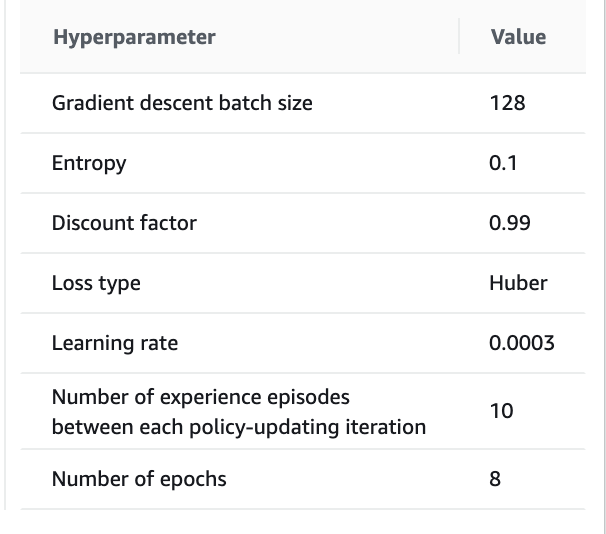 Hyperparameter Value
Gradient descent batch size 128
Entropy 0.1
Discount factor 0.99
Loss type Huber
Learning rate 0.0003
Number of experience episodes
between each policy-updating iteration 10
Number of epochs 8